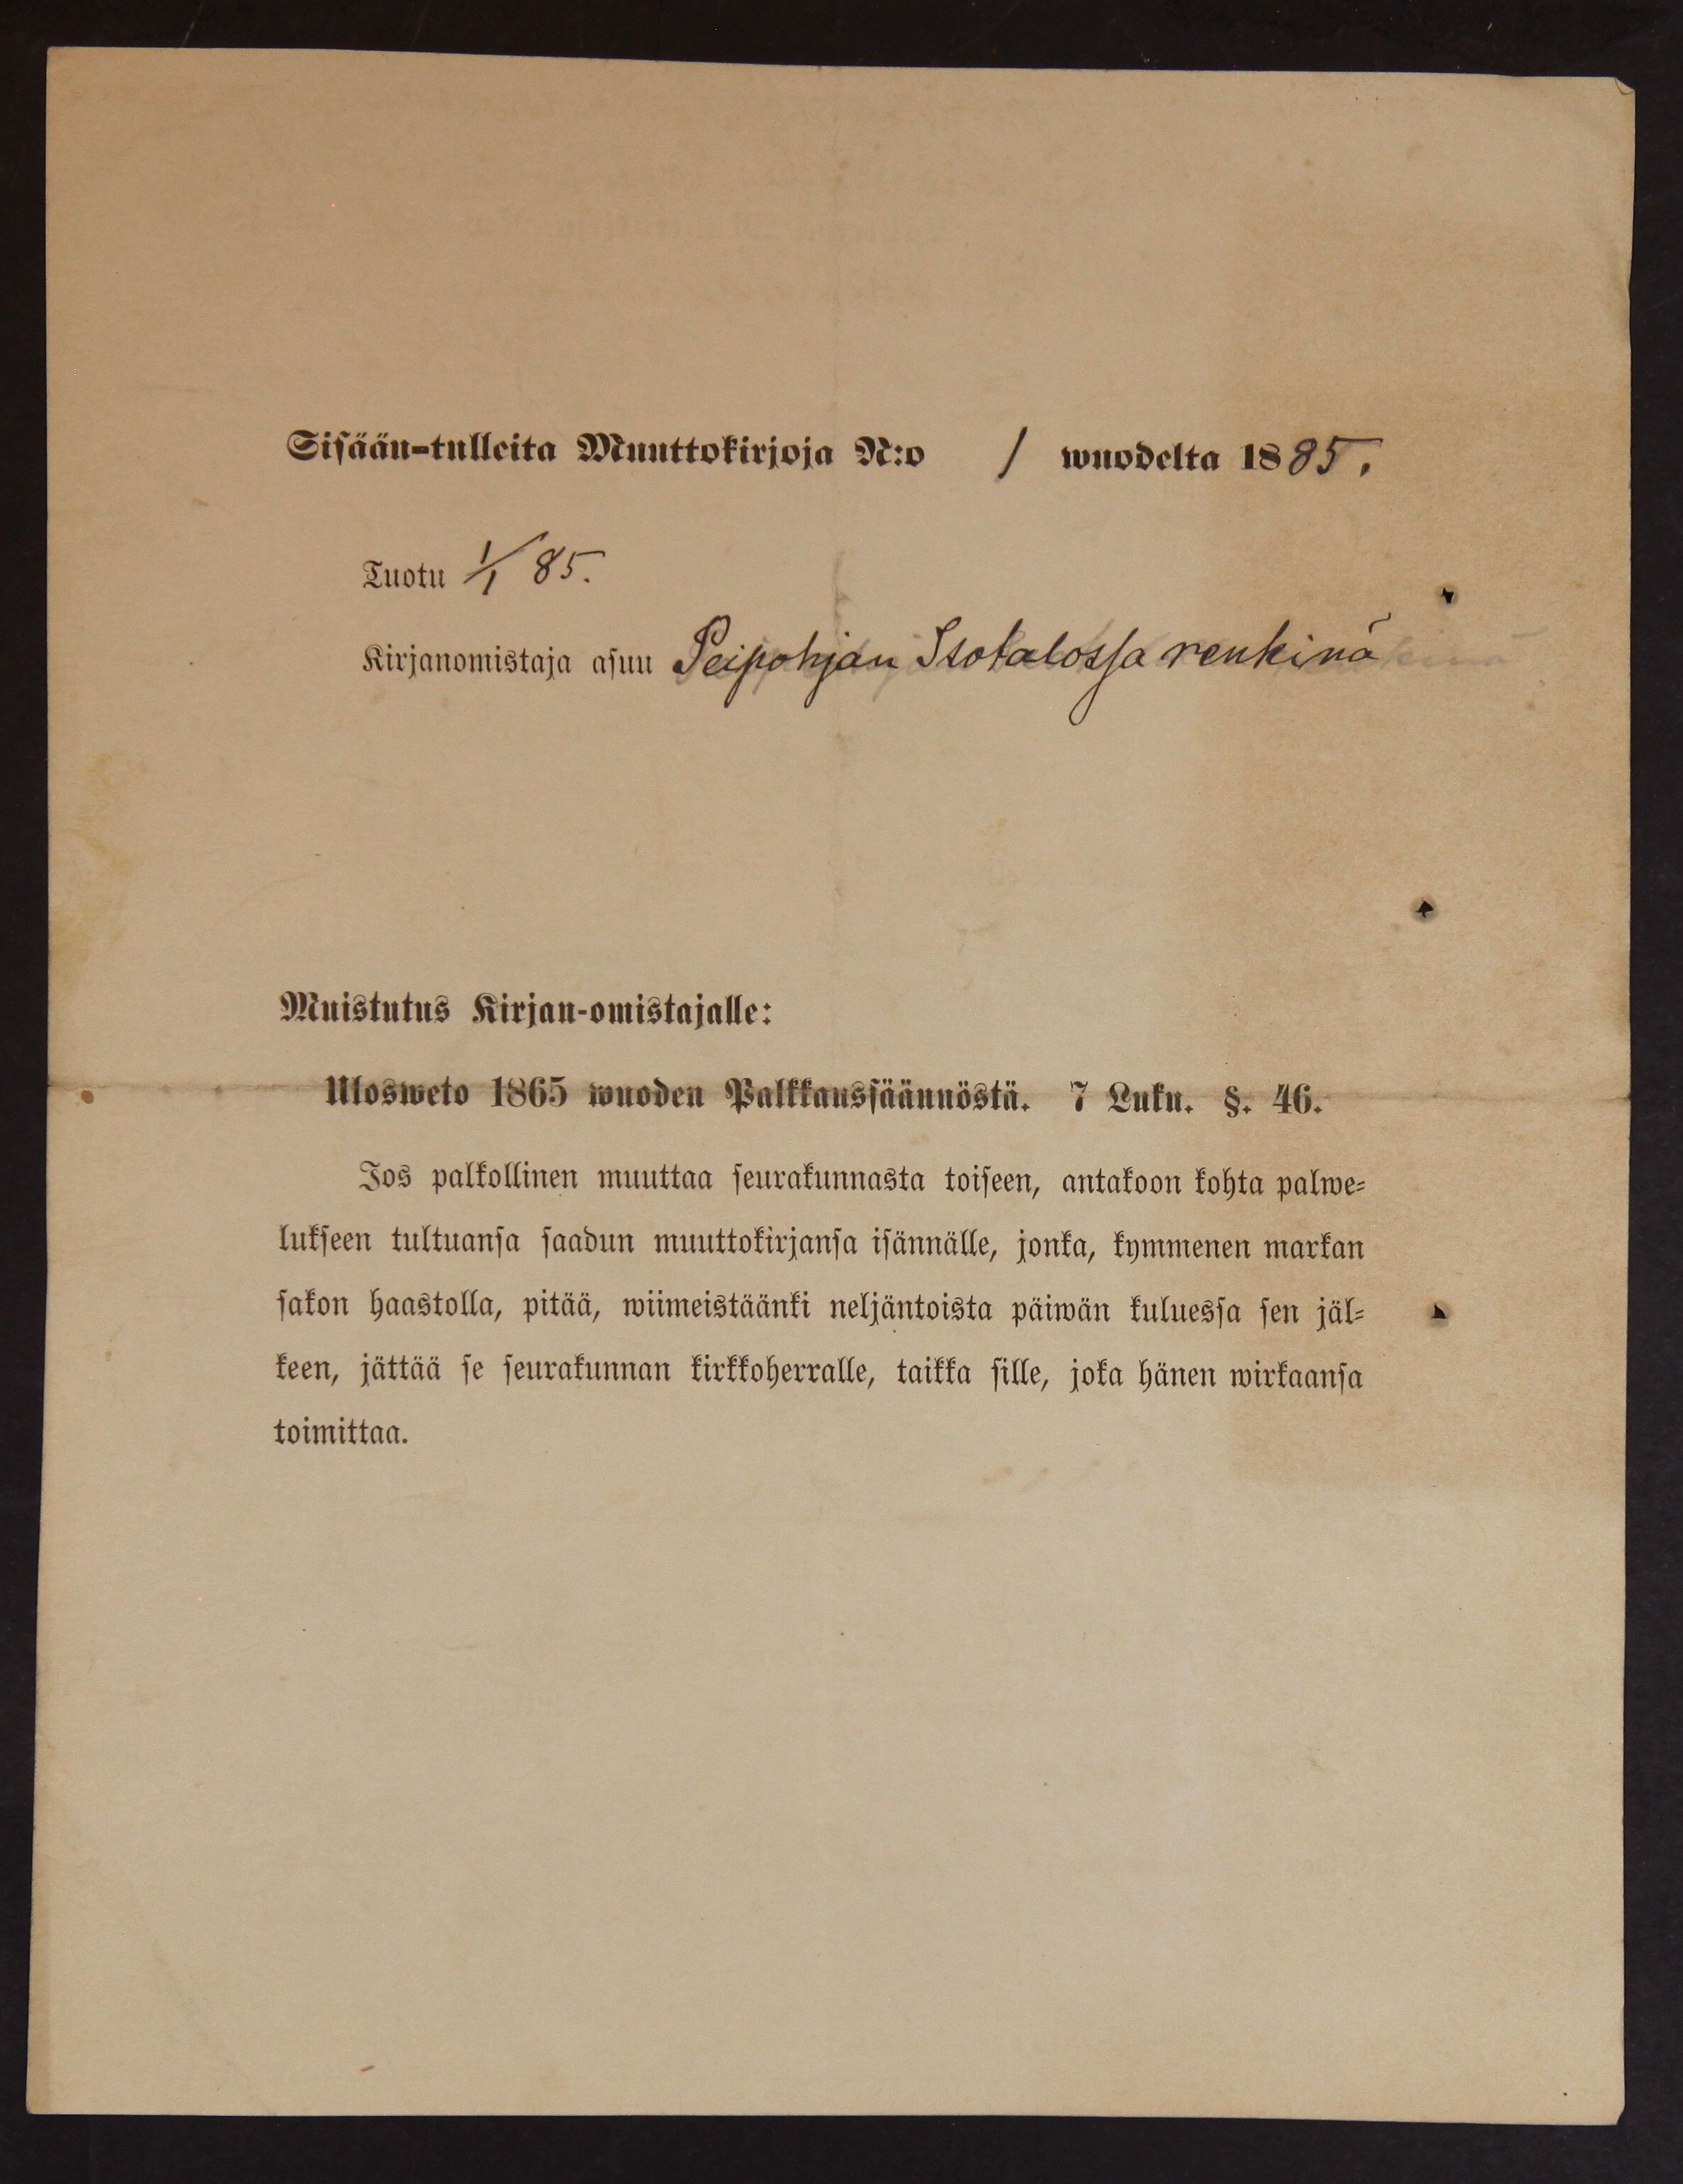 Sisään-tulleita Muuttokirjoja N:o 1 wuodelta 1885.
Tuotu 1/1 85.
Kirjanomistaja asuu Peipohjan Isotalossa renkinä
Muistutus Kirjan-omistajalle:
Ulosweto 1865 wuoden Palkkaussäännöstä. 7 Luku. §. 46.
Jos palkollinen muuttaa seurakunnasta toiseen, antakoon kohta palwe-
lukseen tultuansa saadun muuttokirjansa isännälle, jonka, kymmenen markan
sakon haastolla, pitää, wiimeistäänki neljäntoista päiwän kuluessa sen jäl-
keen, jättää se seurakunnan kirkkoherralle, taikka sille, joka hänen wirkaansa
toimittaa.